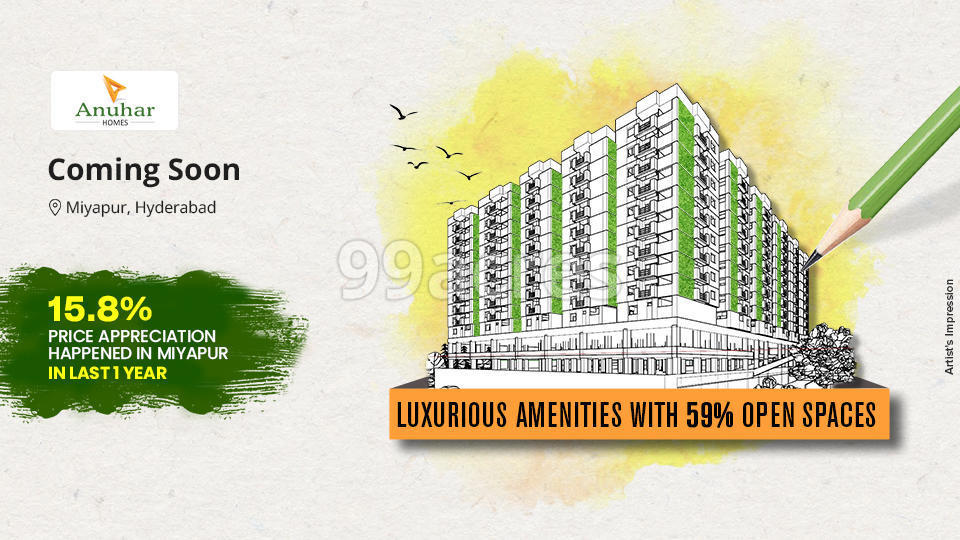 Anuhar
HOMES
Coming Soon
Miyapur, Hyderabad
15.8%
PRICE APPRECIATION
HAPPENED IN MIYAPUR
IN LAST 1 YEAR
99acres
LUXURIOUS AMENITIES WITH 59% OPEN SPACES
Artist's Impression